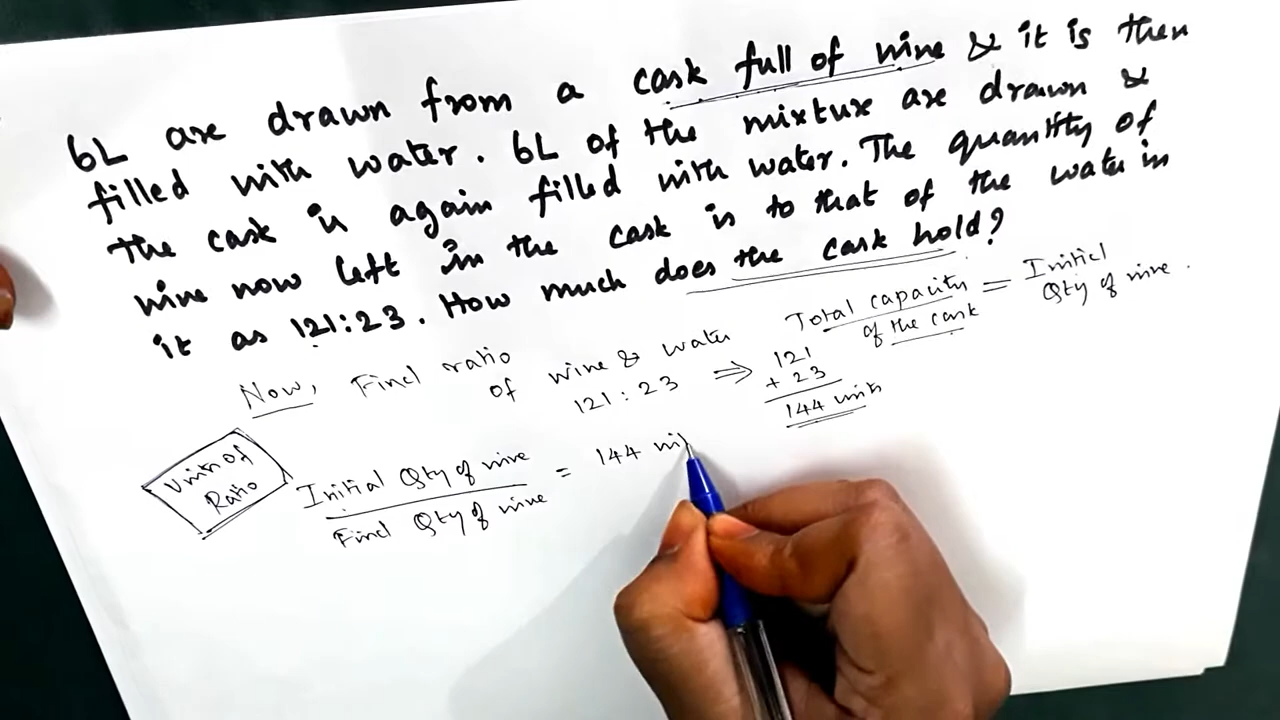 6L are drawn from a cask full of wine & it is then
filled with water. 6L of the mixture are drawn &
the cask is again filled with water. The quantity of
wine now left in the cask is to that of the water in
it as 121:23. How much does the cask hold?
Now, Final ratio
of wine & water
121 : 23 ⇒ 121
+ 23
144 units
Total capacity
of the cask = Initial
Qty of wine.
Units of
Ratio
Initial Qty of wine
Final Qty of wine
= 144 uni